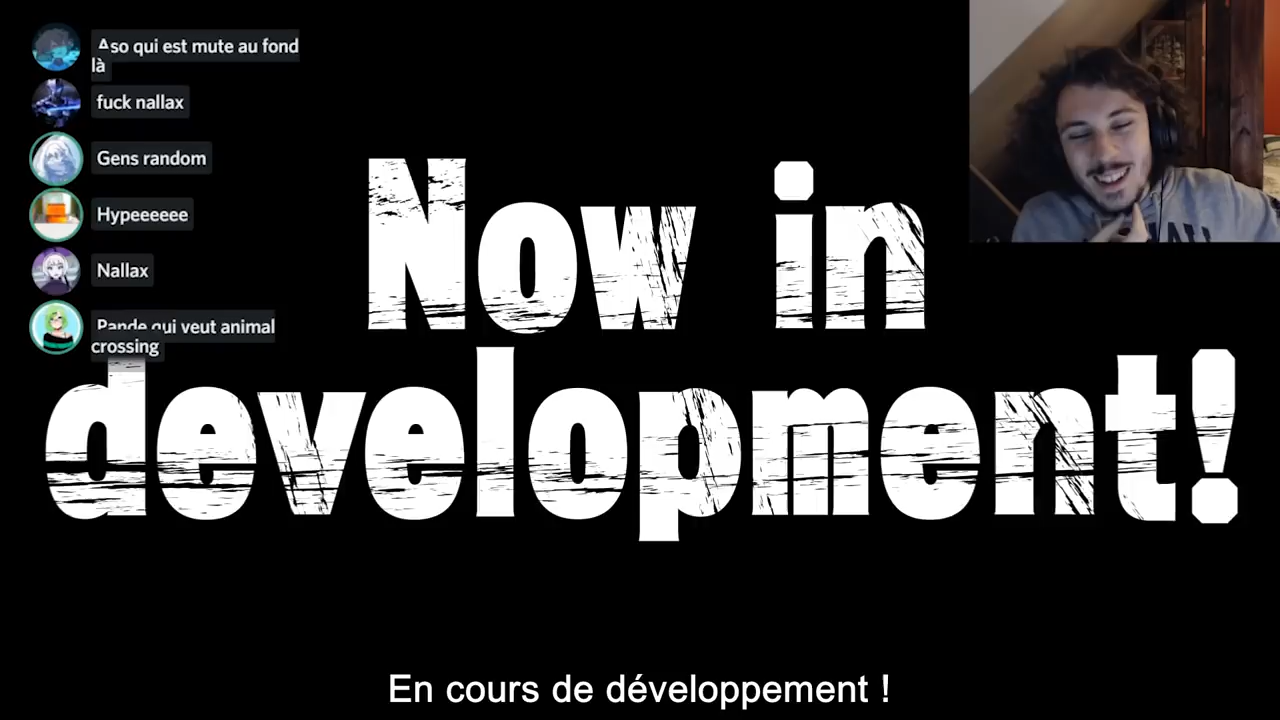 Aso qui est mute au fond
là
fuck nallax
Gens random
Hypeeeeee
Nallax
Pande qui veut animal
crossing
Now in
development!
En cours de développement !